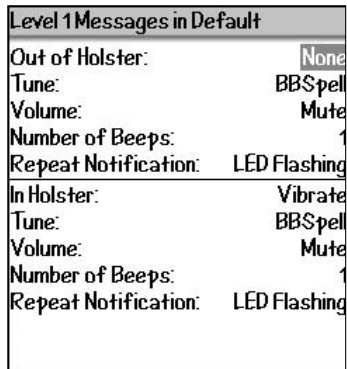 Level 1 Messages in Default
Out of Holster: None
Tune: BBSpell
Volume: Mute
Number of Beeps: 1
Repeat Notification: LED Flashing
In Holster: Vibrate
Tune: BBSpell
Volume: Mute
Number of Beeps: 1
Repeat Notification: LED Flashing